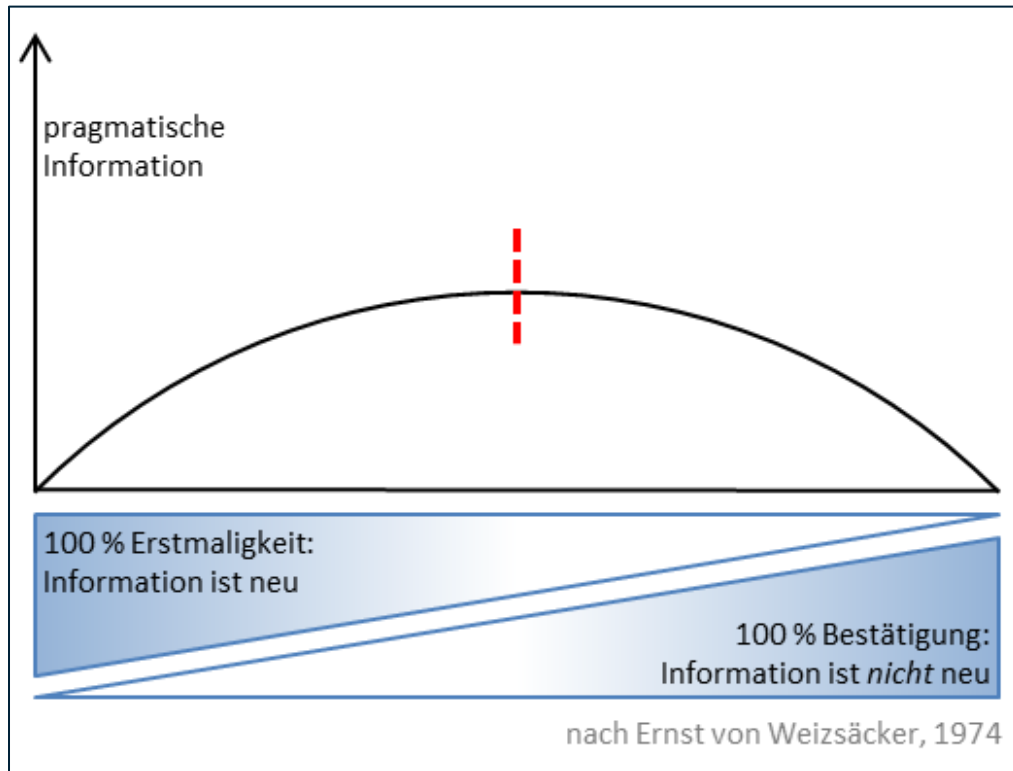 pragmatische
Information
100 % Erstmaligkeit:
Information ist neu
100 % Bestätigung:
Information ist nicht neu
nach Ernst von Weizsäcker, 1974